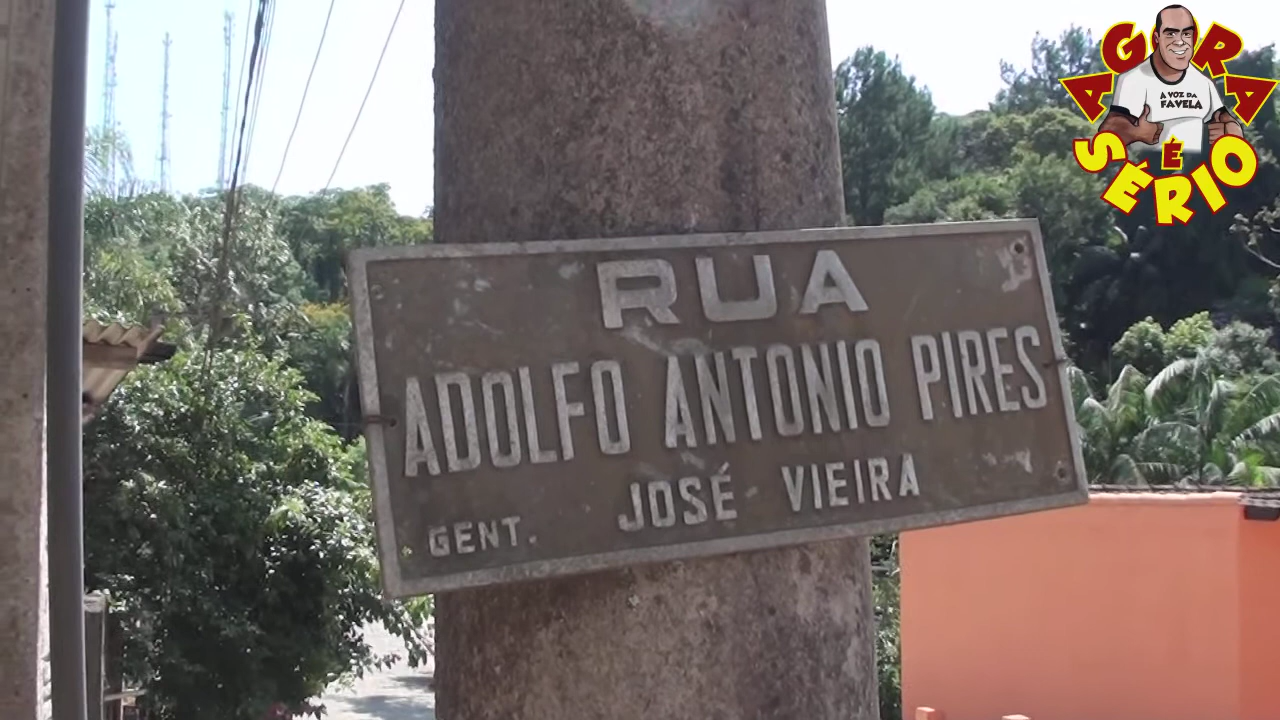 AGORA
A VOZ DA
FAVELA
É
SÉRIO
RUA
ADOLFO ANTONIO PIRES
GENT. JOSÉ VIEIRA